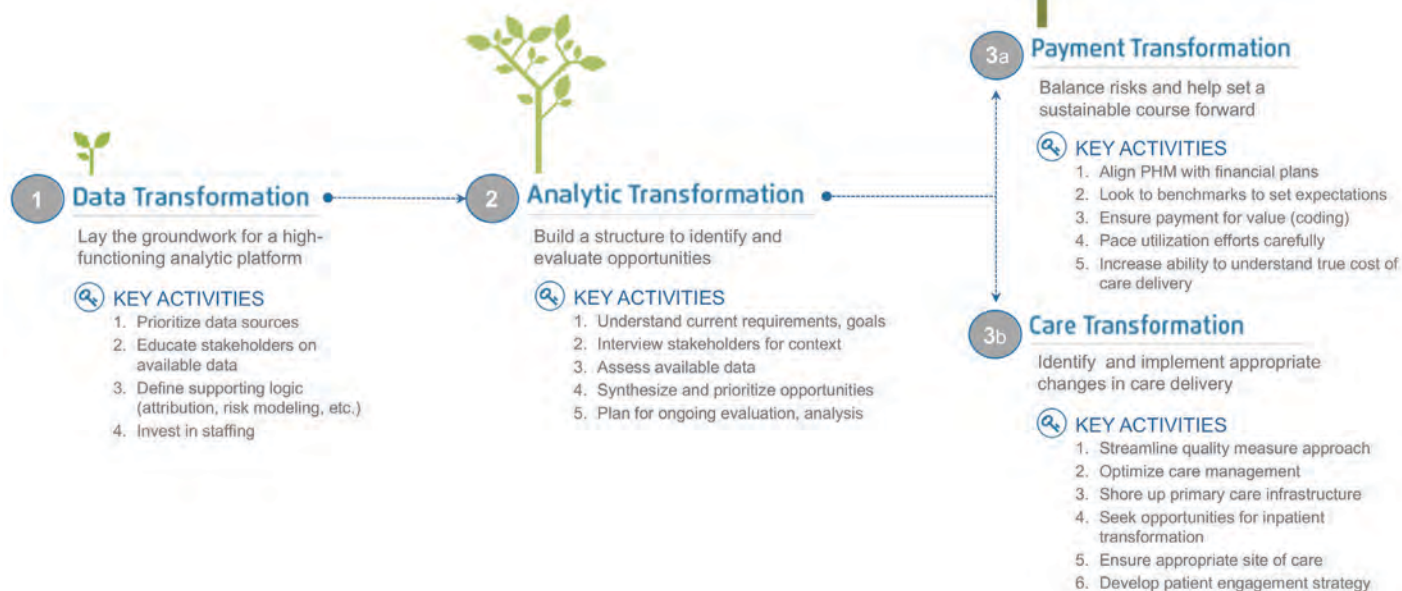 1
Data Transformation
Lay the groundwork for a high-
functioning analytic platform
KEY ACTIVITIES
1. Prioritize data sources
2. Educate stakeholders on
available data
3. Define supporting logic
(attribution, risk modeling, etc.)
4. Invest in staffing
2
Analytic Transformation
Build a structure to identify and
evaluate opportunities
KEY ACTIVITIES
1. Understand current requirements, goals
2. Interview stakeholders for context
3. Assess available data
4. Synthesize and prioritize opportunities
5. Plan for ongoing evaluation, analysis
3a
Payment Transformation
Balance risks and help set a
sustainable course forward
KEY ACTIVITIES
1. Align PHM with financial plans
2. Look to benchmarks to set expectations
3. Ensure payment for value (coding)
4. Pace utilization efforts carefully
5. Increase ability to understand true cost of
care delivery
3b
Care Transformation
Identify and implement appropriate
changes in care delivery
KEY ACTIVITIES
1. Streamline quality measure approach
2. Optimize care management
3. Shore up primary care infrastructure
4. Seek opportunities for inpatient
transformation
5. Ensure appropriate site of care
6. Develop patient engagement strategy